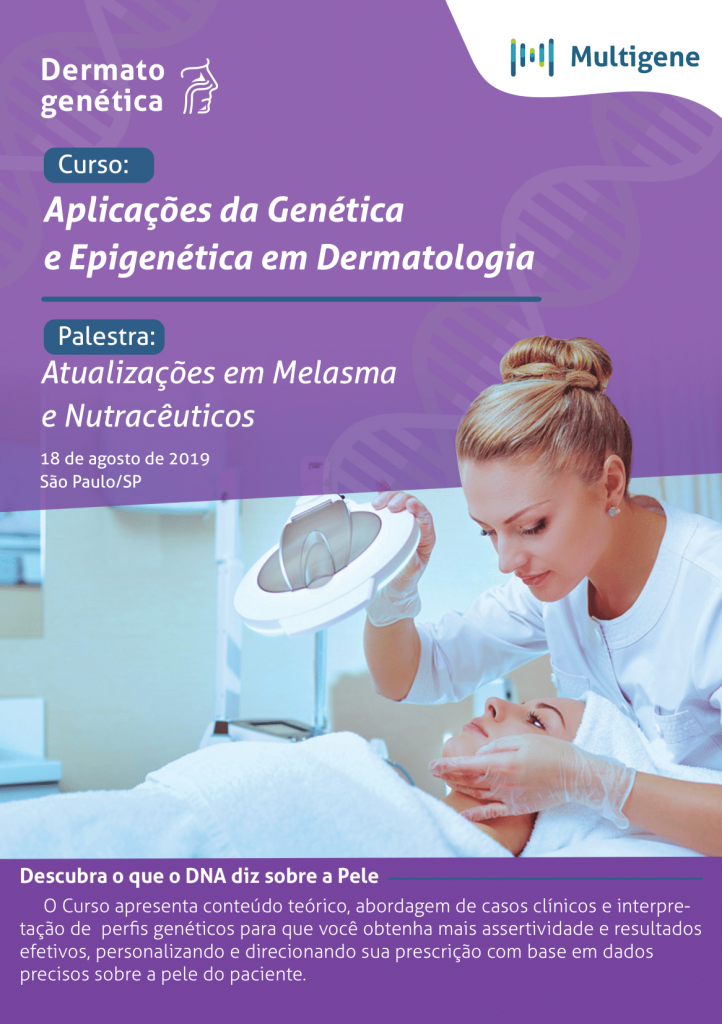 Dermato
genética
Multigene
Curso:
Aplicações da Genética
e Epigenética em Dermatologia
Palestra:
Atualizações em Melasma
e Nutracêuticos
18 de agosto de 2019
São Paulo/SP
Descubra o que o DNA diz sobre a Pele
O Curso apresenta conteúdo teórico, abordagem de casos clínicos e interpre-
tação de perfis genéticos para que você obtenha mais assertividade e resultados
efetivos, personalizando e direcionando sua prescrição com base em dados
precisos sobre a pele do paciente.